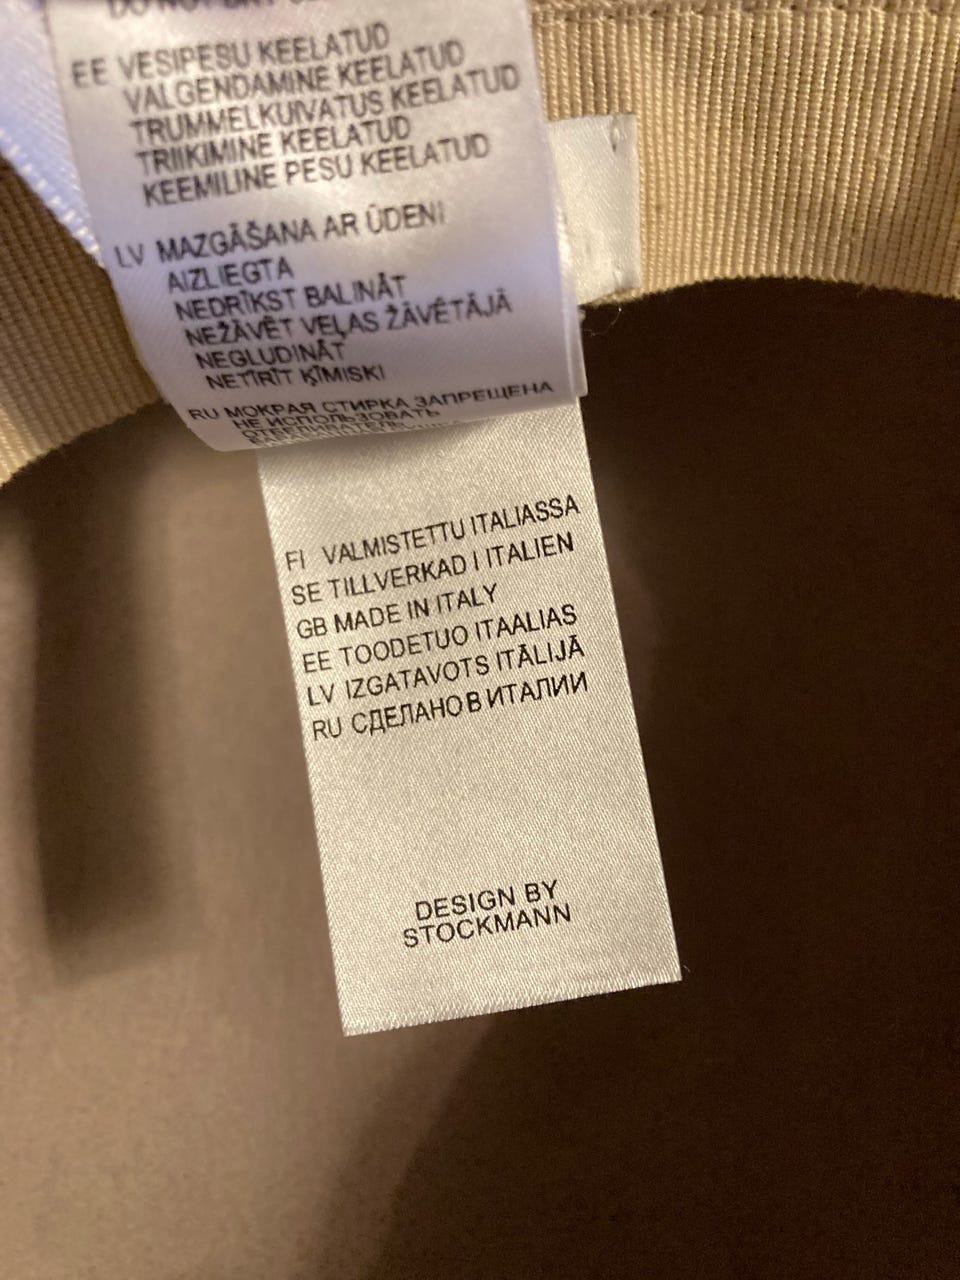 EE VESIPESU KEELATUD
VALGENDAMINE KEELATUD
TRUMMELKUIVATUS KEELATUD
TRIIKIMINE KEELATUD
KEEMILINE PESU KEELATUD
LV MAZGĀŠANA AR ŪDENI
AIZLIEGTA
NEDRĪKST BALINĀT
NEŽĀVĒT VEĻAS ŽĀVĒTĀJĀ
NEGLUDINĀT
NETĪRĪT ĶĪMISKI
RU МОКРАЯ СТИРКА ЗАПРЕЩЕНА
НЕ ИСПОЛЬЗОВАТЬ
FI VALMISTETTU ITALIASSA
SE TILLVERKAD I ITALIEN
GB MADE IN ITALY
EE TOODETUO ITAALIAS
LV IZGATAVOTS ITĀLIJĀ
RU СДЕЛАНО В ИТАЛИИ
DESIGN BY
STOCKMANN